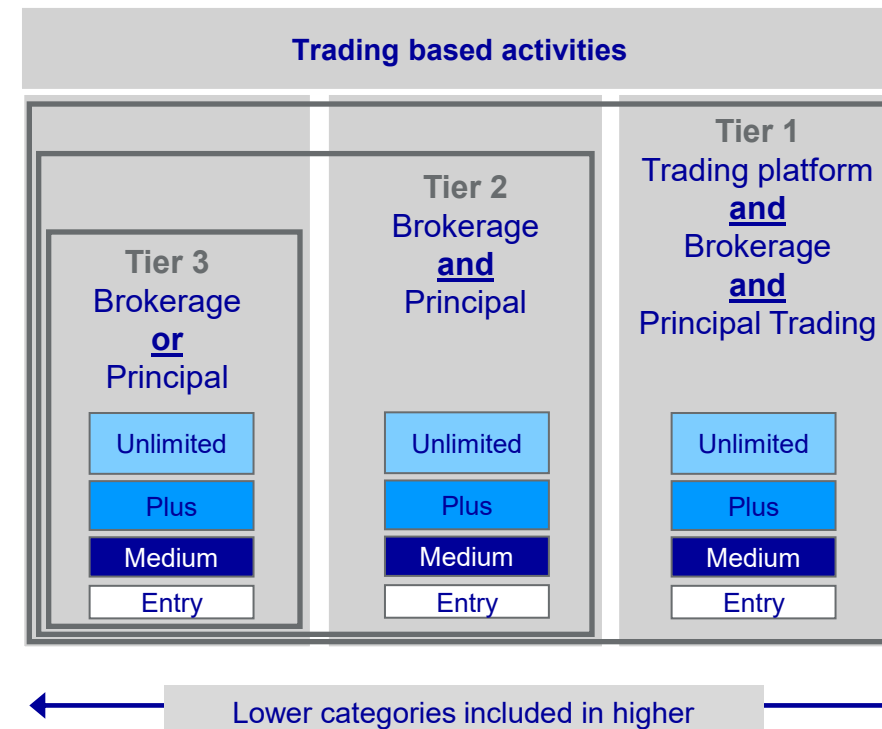 Trading based activities
Tier 3
Brokerage
or
Principal
Unlimited
Plus
Medium
Entry
Tier 2
Brokerage
and
Principal
Unlimited
Plus
Medium
Entry
Tier 1
Trading platform
and
Brokerage
and
Principal Trading
Unlimited
Plus
Medium
Entry
Lower categories included in higher